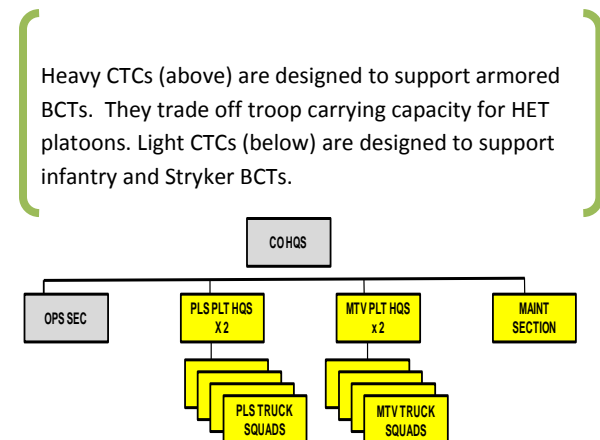 Heavy CTCs (above) are designed to support armored
BCTs. They trade off troop carrying capacity for HET
platoons. Light CTCs (below) are designed to support
infantry and Stryker BCTs.
CO HQS
OPS SEC
PLS PLT HQS
X 2
MTV PLT HQS
x 2
MAINT
SECTION
PLS TRUCK
SQUADS
MTV TRUCK
SQUADS